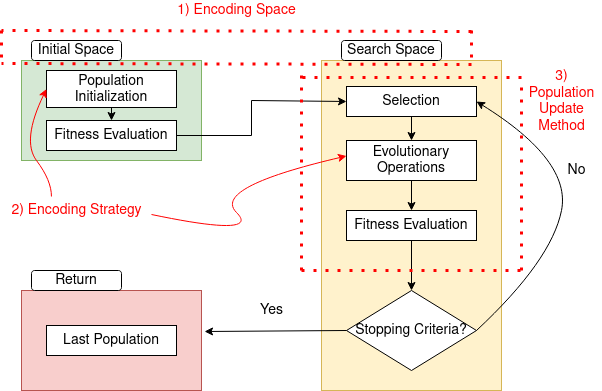 1) Encoding Space
Initial Space
Search Space
Population
Initialization
Fitness Evaluation
Selection
3)
Population
Update
Method
Evolutionary
Operations
No
2) Encoding Strategy
Fitness Evaluation
Return
Yes
Last Population
Stopping Criteria?